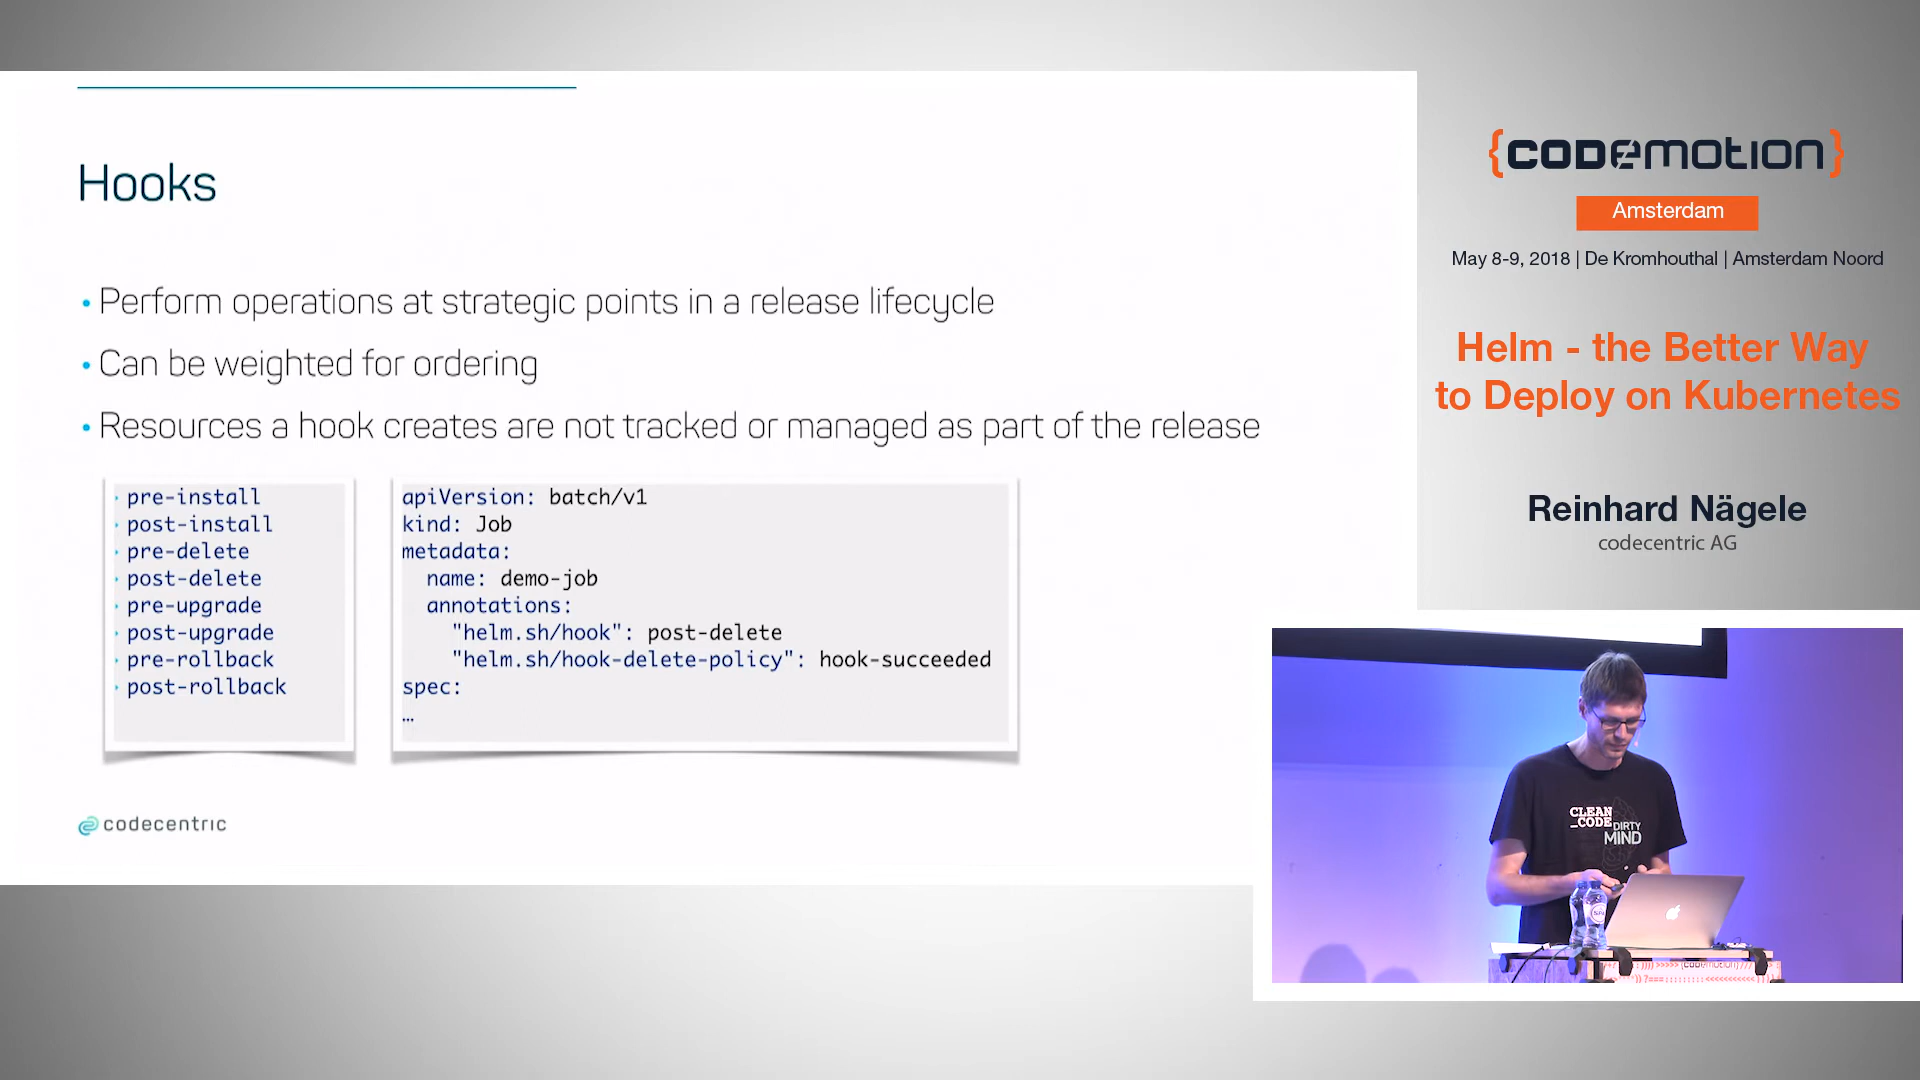 Hooks
• Perform operations at strategic points in a release lifecycle
• Can be weighted for ordering
• Resources a hook creates are not tracked or managed as part of the release
· pre-install
· post-install
· pre-delete
· post-delete
· pre-upgrade
· post-upgrade
· pre-rollback
· post-rollback
apiVersion: batch/v1
kind: Job
metadata:
  name: demo-job
  annotations:
    "helm.sh/hook": post-delete
    "helm.sh/hook-delete-policy": hook-succeeded
spec:
…
codecentric
{CODEMOTION}
Amsterdam
May 8-9, 2018 | De Kromhouthal | Amsterdam Noord
Helm - the Better Way
to Deploy on Kubernetes
Reinhard Nägele
codecentric AG
CLEAN
_CODE
DIRTY
MIND
{codemotion}